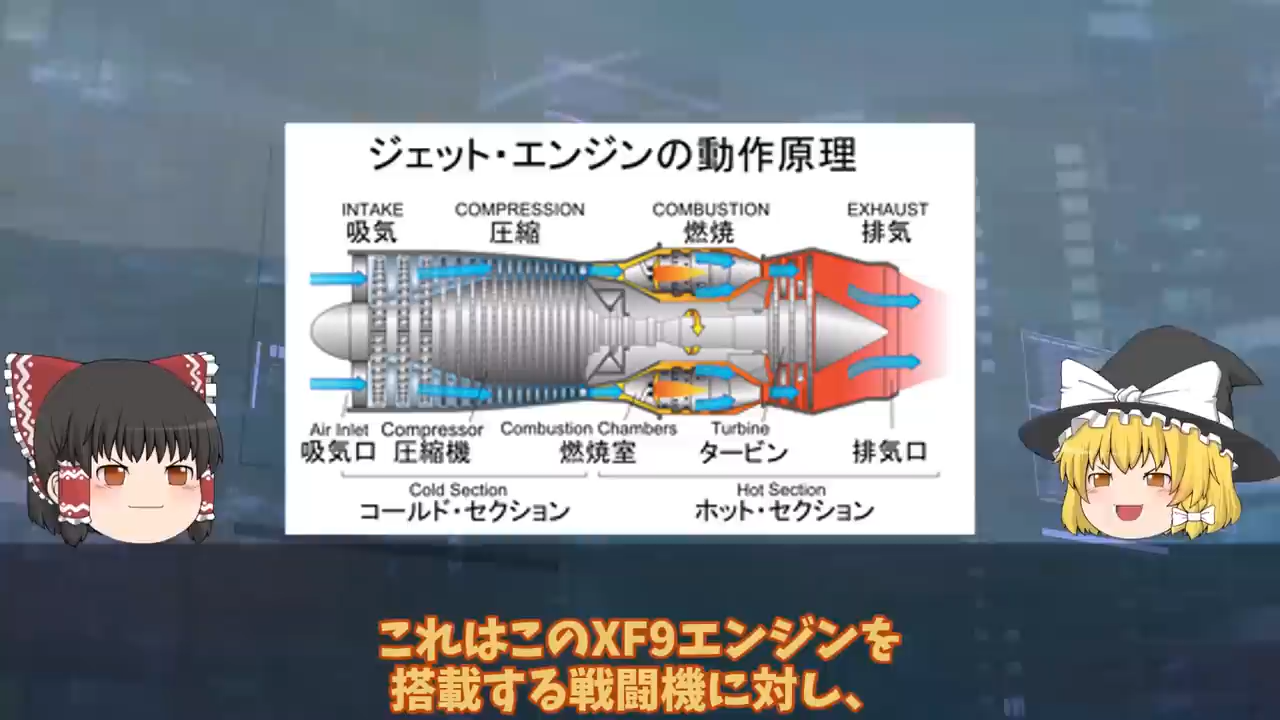 ジェット・エンジンの動作原理
INTAKE
吸気
COMPRESSION
圧縮
COMBUSTION
燃焼
EXHAUST
排気
Air Inlet
吸気口
Compressor
圧縮機
Combustion Chambers
燃焼室
Turbine
タービン
排気口
Cold Section
コールド・セクション
Hot Section
ホット・セクション
これはこのXF9エンジンを
搭載する戦闘機に対し、